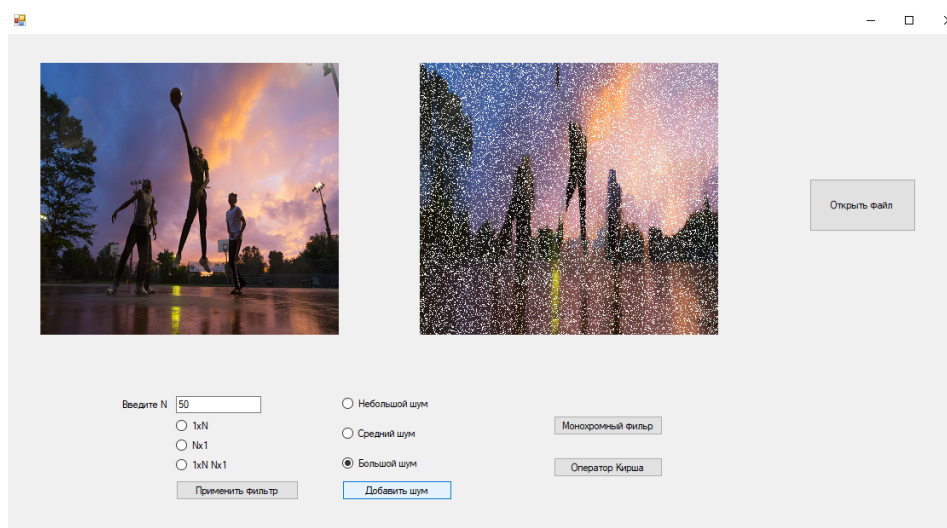 Открыть файл
Введите N 50
1xN
Nx1
1xN Nx1
Применить фильтр
Небольшой шум
Средний шум
Большой шум
Добавить шум
Монохромный фильр
Оператор Кирша